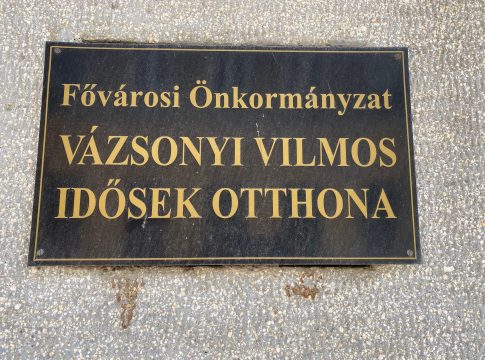 Fővárosi Önkormányzat
VÁZSONYI VILMOS
IDŐSEK OTTHONA